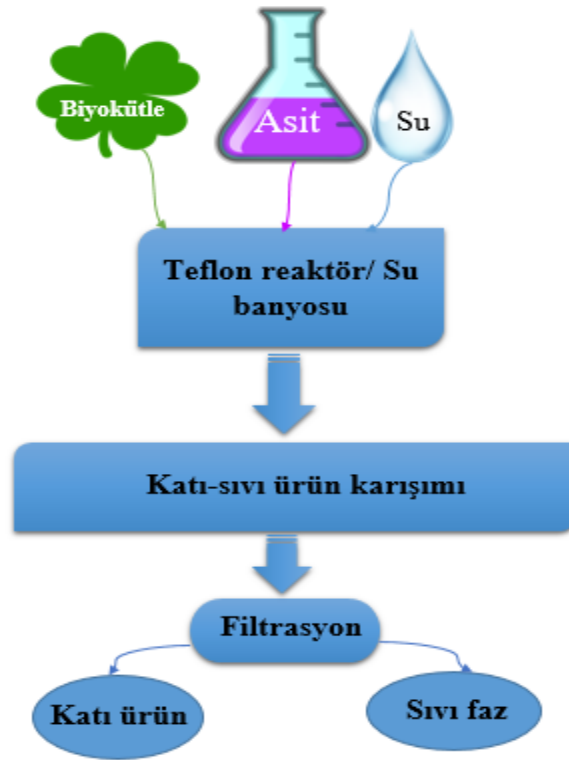 Biyokütle
Asit
Su
Teflon reaktör/ Su
banyosu
Katı-sıvı ürün karışımı
Filtrasyon
Katı ürün
Sıvı faz